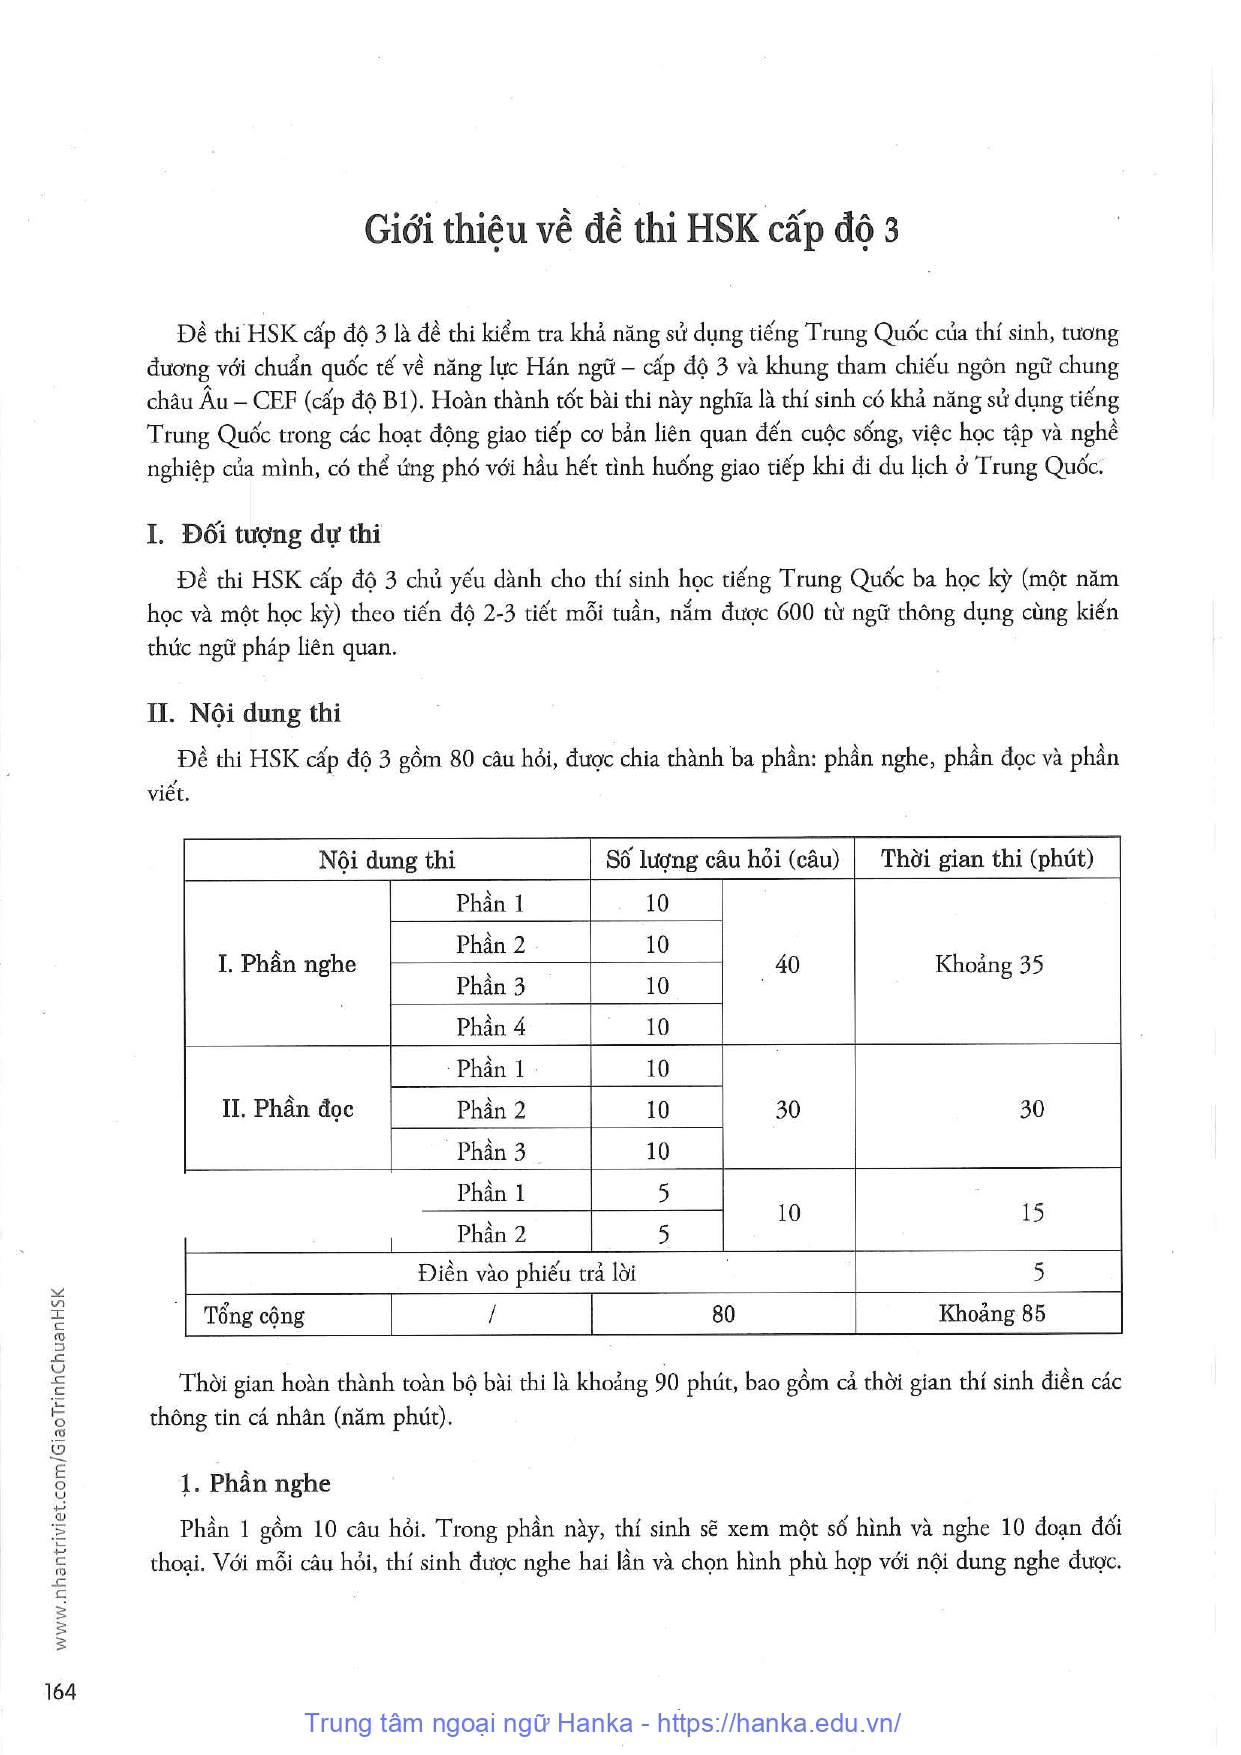 Giới thiệu về đề thi HSK cấp độ 3
Đề thi HSK cấp độ 3 là đề thi kiểm tra khả năng sử dụng tiếng Trung Quốc của thí sinh, tương
đương với chuẩn quốc tế về năng lực Hán ngữ – cấp độ 3 và khung tham chiếu ngôn ngữ chung
châu Âu – CEF (cấp độ B1). Hoàn thành tốt bài thi này nghĩa là thí sinh có khả năng sử dụng tiếng
Trung Quốc trong các hoạt động giao tiếp cơ bản liên quan đến cuộc sống, việc học tập và nghề
nghiệp của mình, có thể ứng phó với hầu hết tình huống giao tiếp khi đi du lịch ở Trung Quốc.
I. Đối tượng dự thi
Đề thi HSK cấp độ 3 chủ yếu dành cho thí sinh học tiếng Trung Quốc ba học kỳ (một năm
học và một học kỳ) theo tiến độ 2-3 tiết mỗi tuần, nắm được 600 từ ngữ thông dụng cùng kiến
thức ngữ pháp liên quan.
II. Nội dung thi
Đề thi HSK cấp độ 3 gồm 80 câu hỏi, được chia thành ba phần: phần nghe, phần đọc và phần
viết.
Nội dung thi Số lượng câu hỏi (câu) Thời gian thi (phút)
I. Phần nghe Phần 1 10 40 Khoảng 35
Phần 2 10
Phần 3 10
Phần 4 10
II. Phần đọc Phần 1 10 30 30
Phần 2 10
Phần 3 10
Phần 1 5 10 15
Phần 2 5
Điền vào phiếu trả lời 5
Tổng cộng / 80 Khoảng 85
Thời gian hoàn thành toàn bộ bài thi là khoảng 90 phút, bao gồm cả thời gian thí sinh điền các
thông tin cá nhân (năm phút).
1. Phần nghe
Phần 1 gồm 10 câu hỏi. Trong phần này, thí sinh sẽ xem một số hình và nghe 10 đoạn đối
thoại. Với mỗi câu hỏi, thí sinh được nghe hai lần và chọn hình phù hợp với nội dung nghe được.
www.nhantriviet.com/GiaoTrinhChuanHSK
164
Trung tâm ngoại ngữ Hanka - https://hanka.edu.vn/